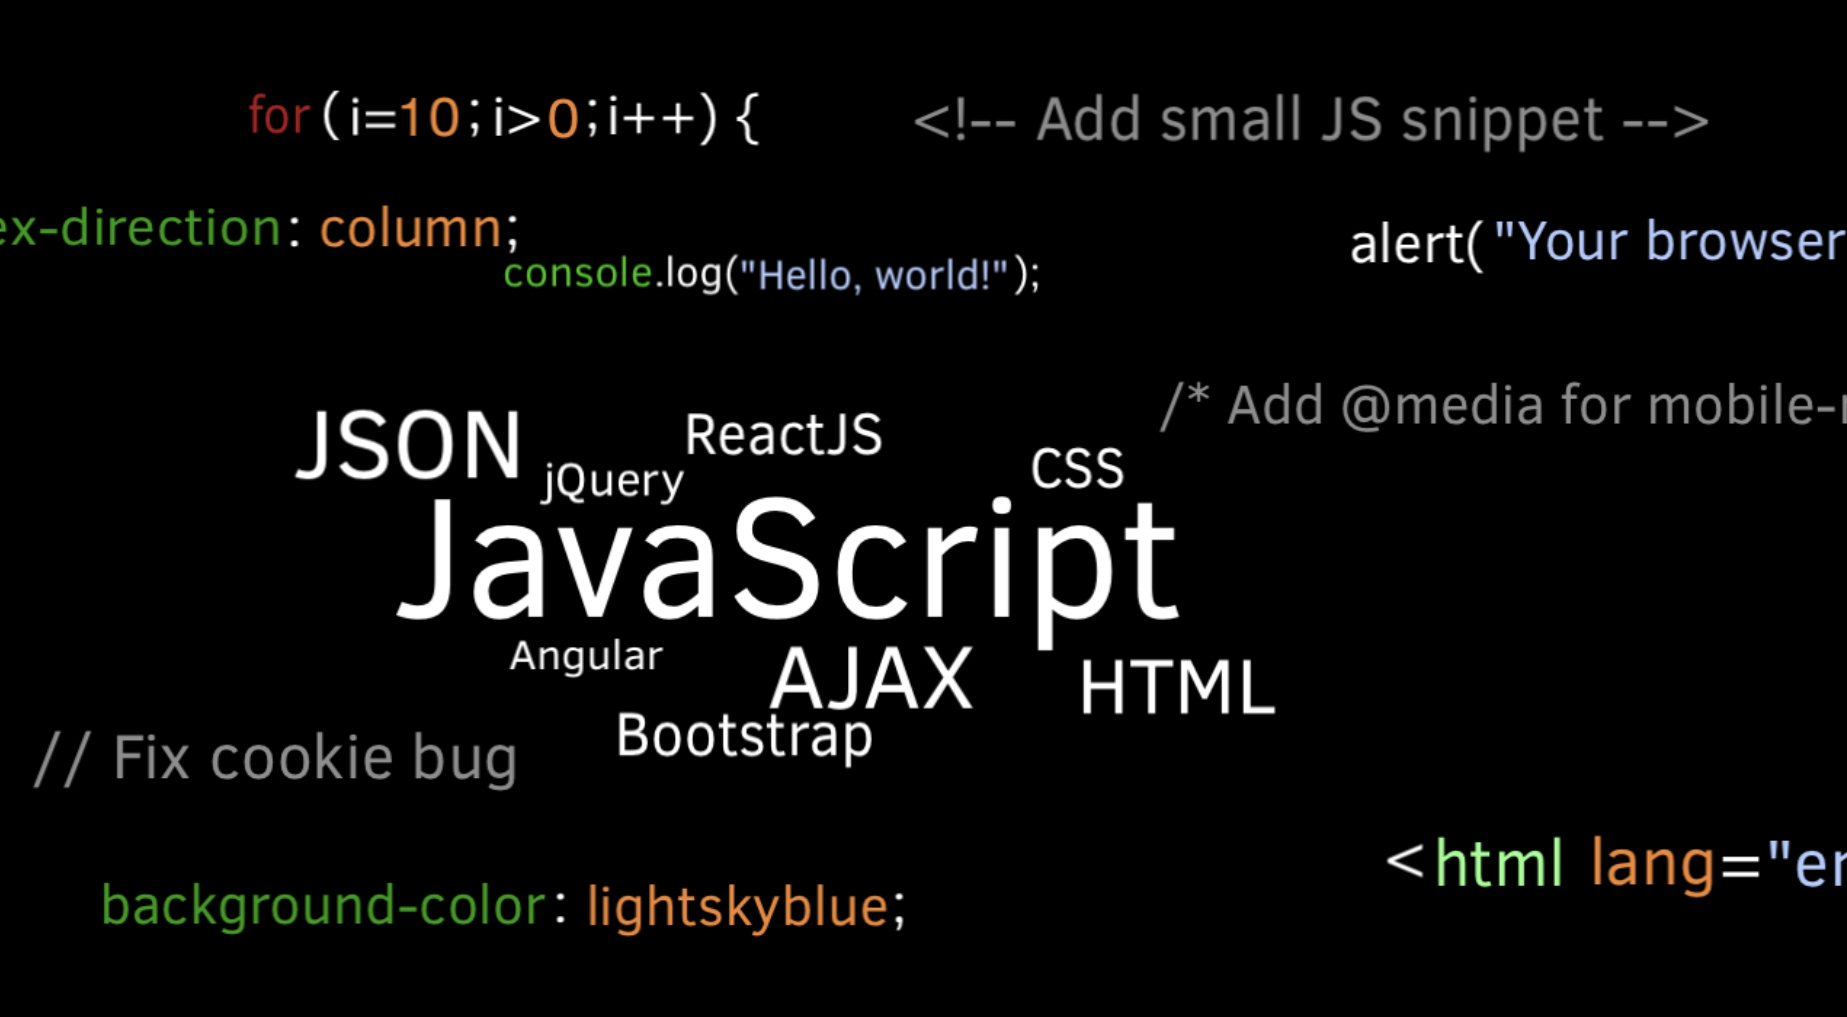 for(i=10;i>0;i++){
<!-- Add small JS snippet -->
ex-direction: column;
console.log("Hello, world!");
alert("Your browser
/* Add @media for mobile-
JSON
jQuery
ReactJS
CSS
JavaScript
Angular
AJAX
HTML
Bootstrap
// Fix cookie bug
<html lang="en
background-color: lightskyblue;